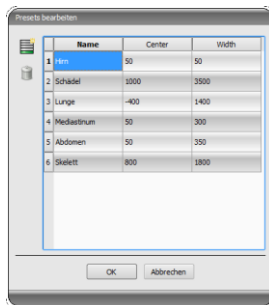 Presets bearbeiten
Name Center Width
1 Hirn 50 50
2 Schädel 1000 3500
3 Lunge -400 1400
4 Mediastinum 50 300
5 Abdomen 50 350
6 Skelett 800 1800
OK Abbrechen